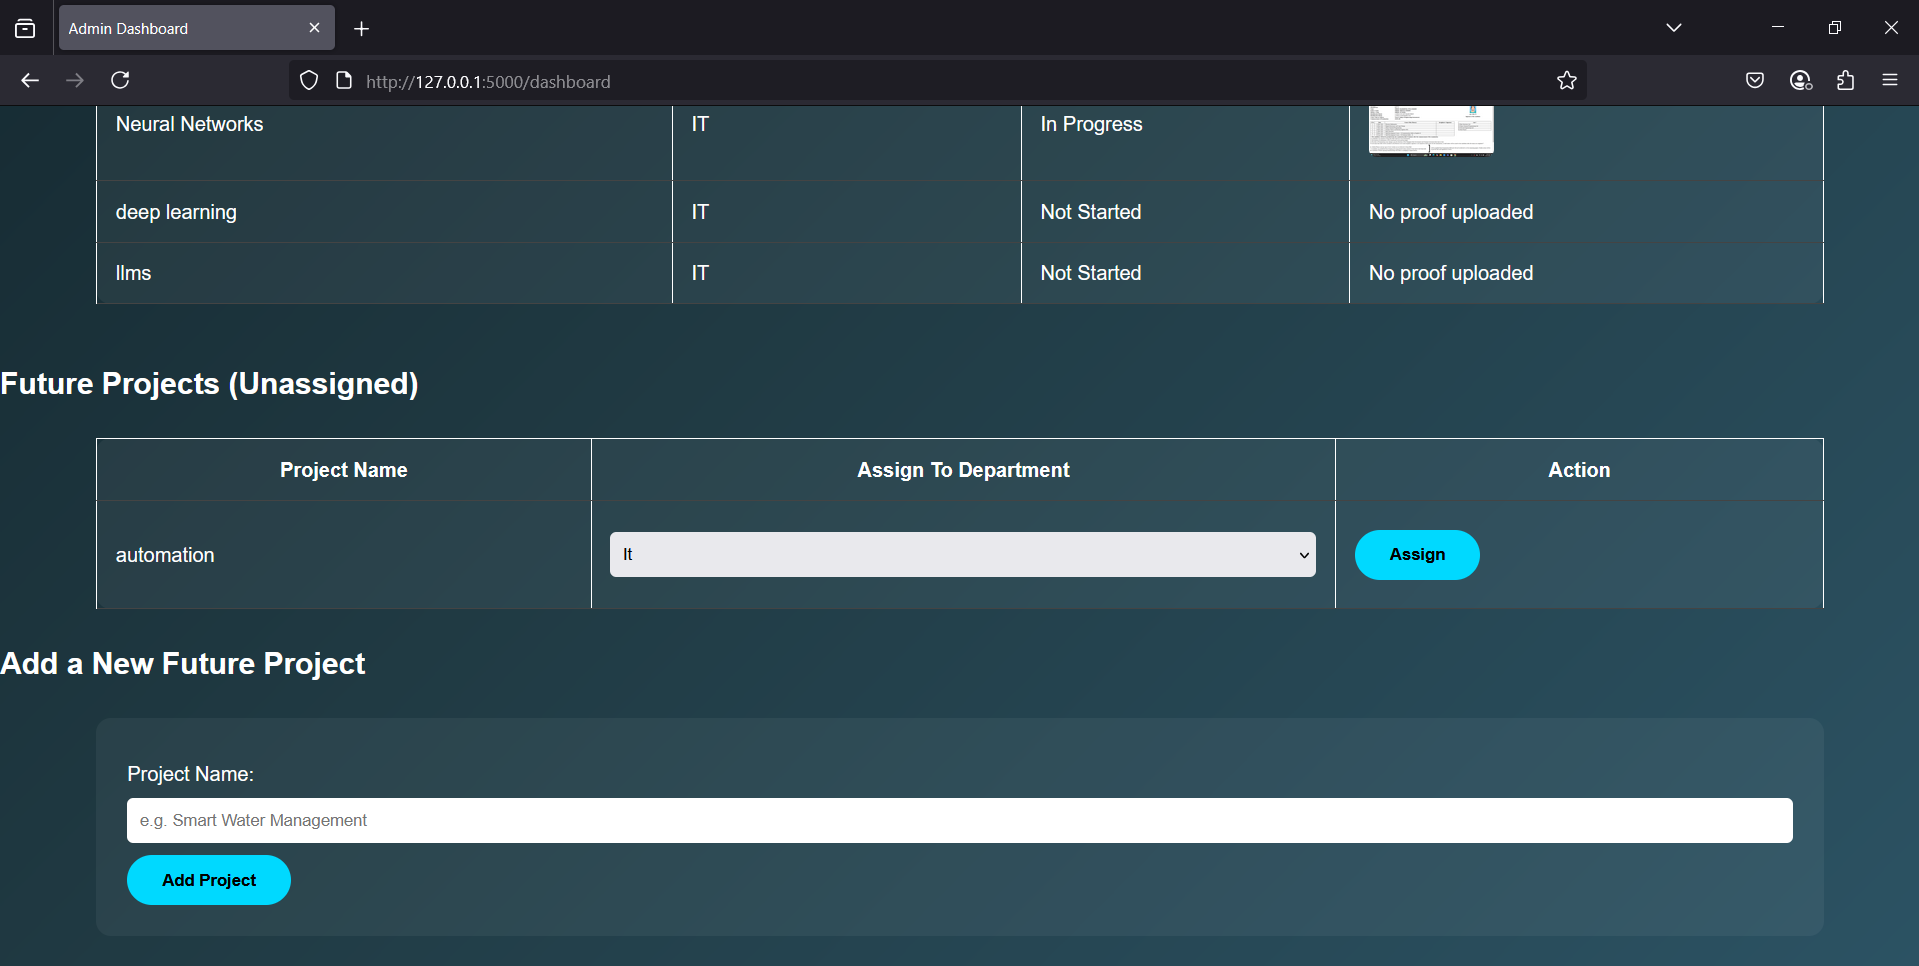 Admin Dashboard
http://127.0.0.1:5000/dashboard
Neural Networks IT In Progress
deep learning IT Not Started No proof uploaded
llms IT Not Started No proof uploaded
Future Projects (Unassigned)
Project Name Assign To Department Action
automation It Assign
Add a New Future Project
Project Name:
e.g. Smart Water Management
Add Project